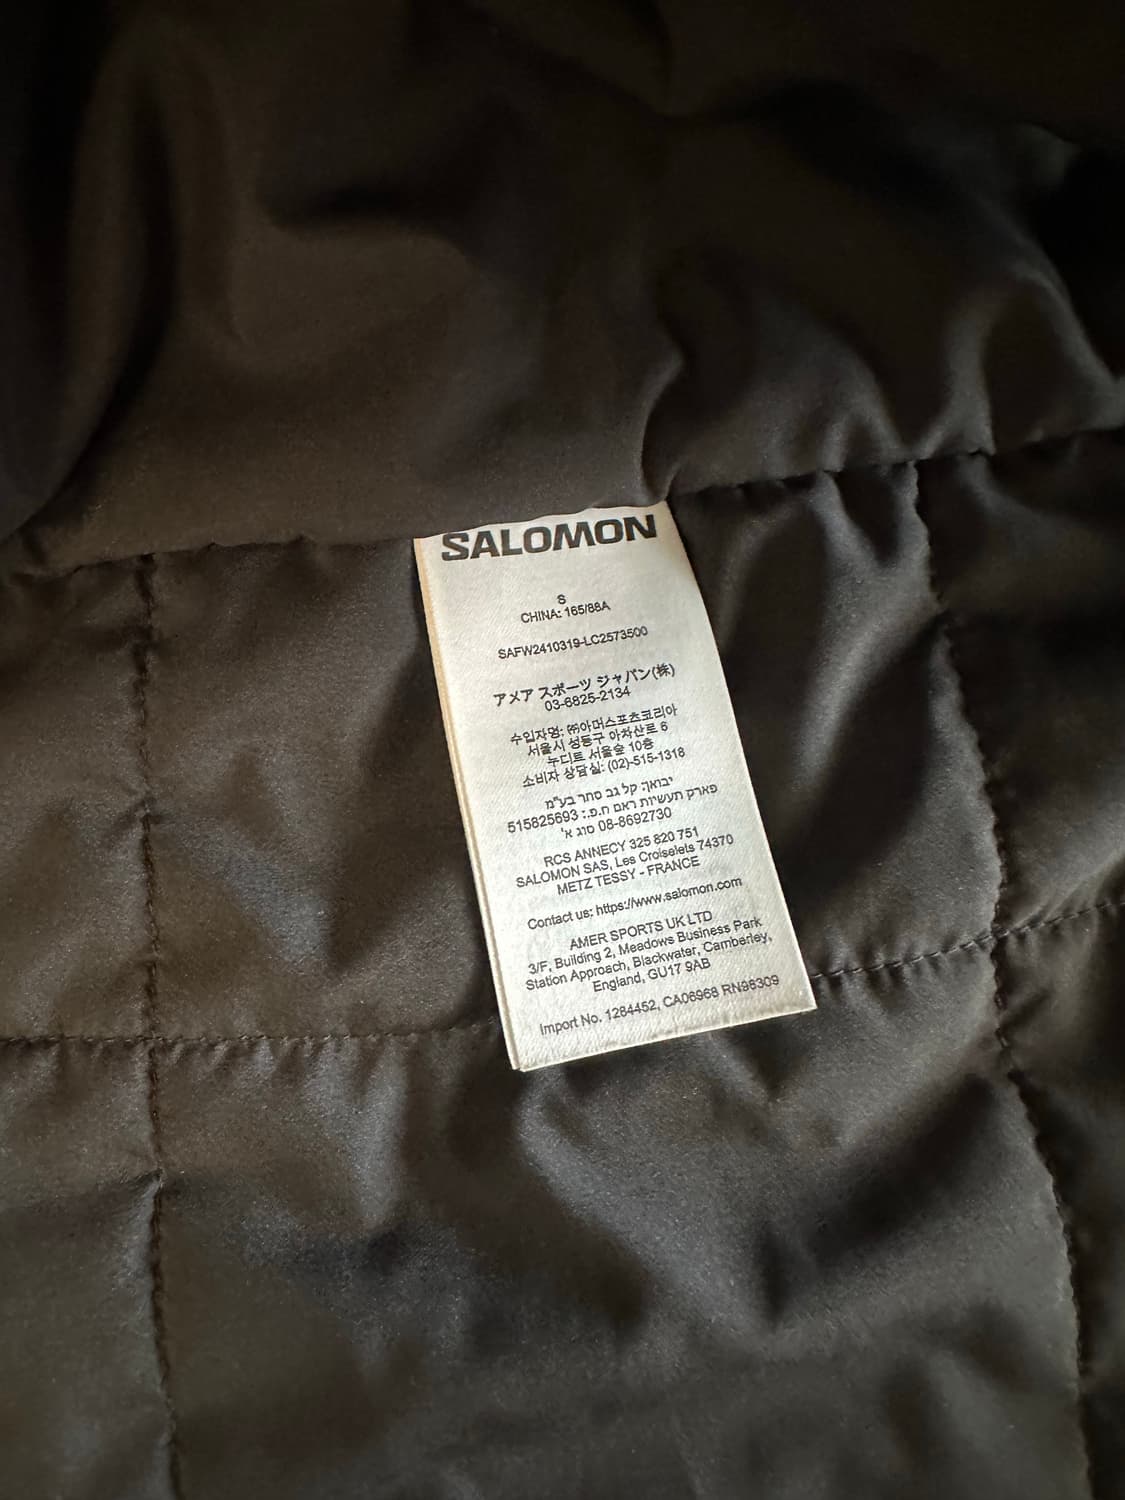 SALOMON
S
CHINA: 165/88A
SAFW2410319-LC2573500
アメア スポーツ ジャパン(株)
03-6825-2134
수입자명: ㈜아머스포츠코리아
서울시 성동구 아차산로 6
누디트 서울숲 10층
소비자 상담실: (02)-515-1318
יבואן: קל גב סחר בע"מ
פארק תעשיות ראם ח.פ.: 515825693
08-8692730 סוג א'
RCS ANNECY 325 820 751
SALOMON SAS, Les Croiselets 74370
METZ TESSY - FRANCE
Contact us: https://www.salomon.com
AMER SPORTS UK LTD
3/F, Building 2, Meadows Business Park
Station Approach, Blackwater, Camberley,
England, GU17 9AB
Import No. 1284452, CA06968 RN98309